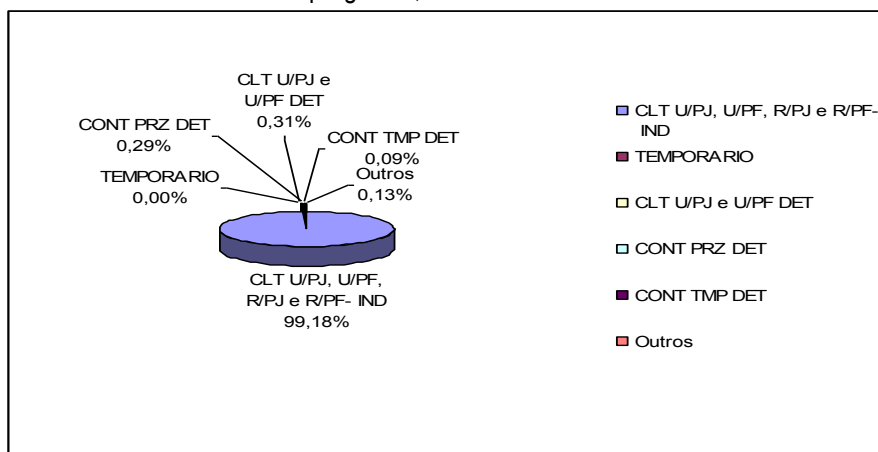 CLT U/PJ e
U/PF DET
0,31%
CONT PRZ DET
0,29%
CONT TMP DET
0,09%
TEMPORARIO
0,00%
Outros
0,13%
CLT U/PJ, U/PF,
R/PJ e R/PF- IND
99,18%
CLT U/PJ, U/PF, R/PJ e R/PF-
IND
TEMPORARIO
CLT U/PJ e U/PF DET
CONT PRZ DET
CONT TMP DET
Outros